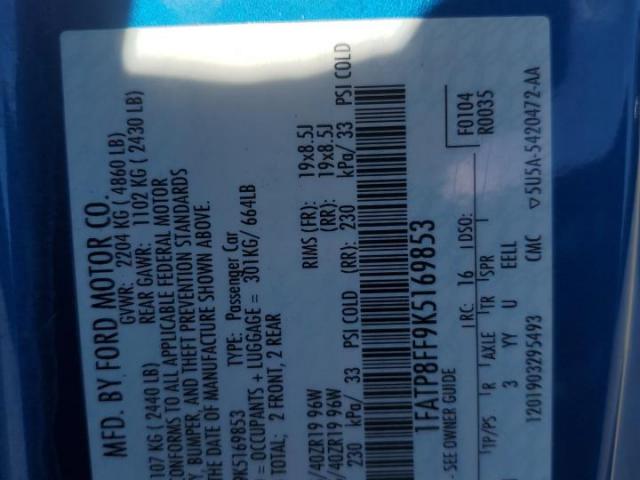 MFD. BY FORD MOTOR CO.
GVWR: 2204 KG ( 4860 LB)
107 KG ( 2440 LB) REAR GAWR: 1102 KG ( 2430 LB)
CONFORMS TO ALL APPLICABLE FEDERAL MOTOR
BUMPER, AND THEFT PREVENTION STANDARDS
THE DATE OF MANUFACTURE SHOWN ABOVE.
9K5169853 TYPE: Passenger Car
= OCCUPANTS + LUGGAGE = 301KG/ 664LB
TOTAL; 2 FRONT, 2 REAR
/40ZR19 96W RIMS (FR): 19x8.5J
/40ZR19 96W (RR): 19x8.5J
230 kPa/ 33 PSI COLD (RR): 230 kPa/ 33 PSI COLD
1FATP8FF9K5169853
- SEE OWNER GUIDE
F0104
RC: 16 DSO: R0035
TP/PS R AXLE TR SPR
3 YY U EELL
1201903295493 CMC ▽5U5A-5420472-AA